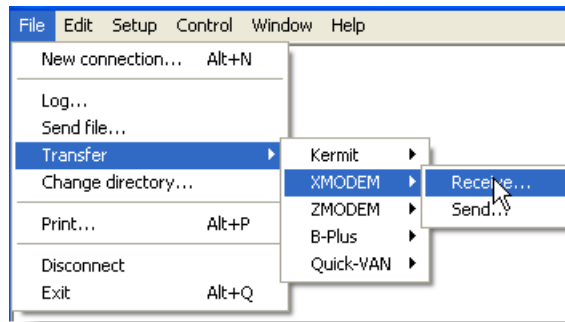 File Edit Setup Control Window Help
New connection... Alt+N
Log...
Send file...
Transfer
Change directory...
Print... Alt+P
Disconnect
Exit Alt+Q
Kermit
XMODEM
ZMODEM
B-Plus
Quick-VAN
Receive...
Send...